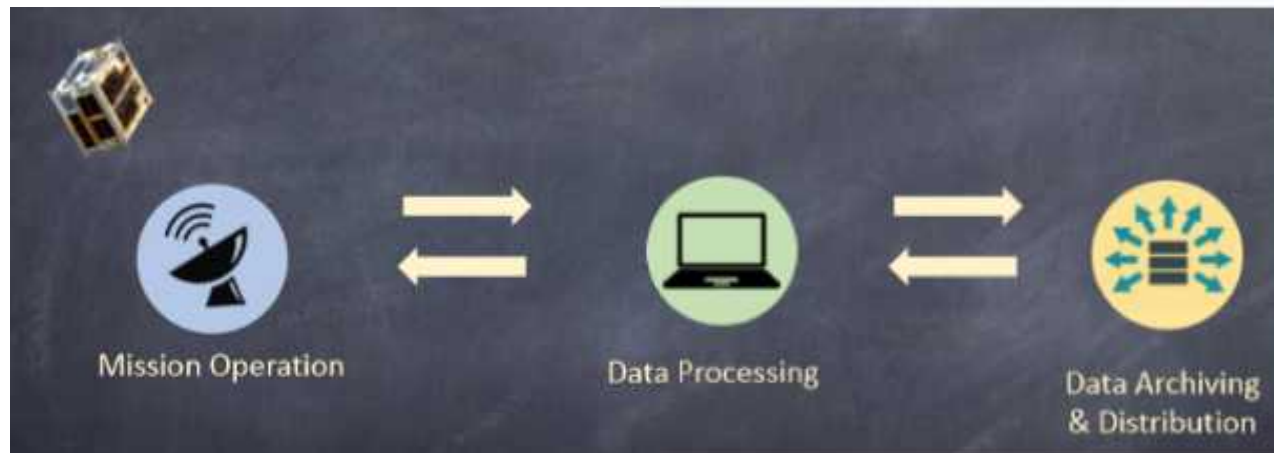 Mission Operation
Data Processing
Data Archiving
& Distribution